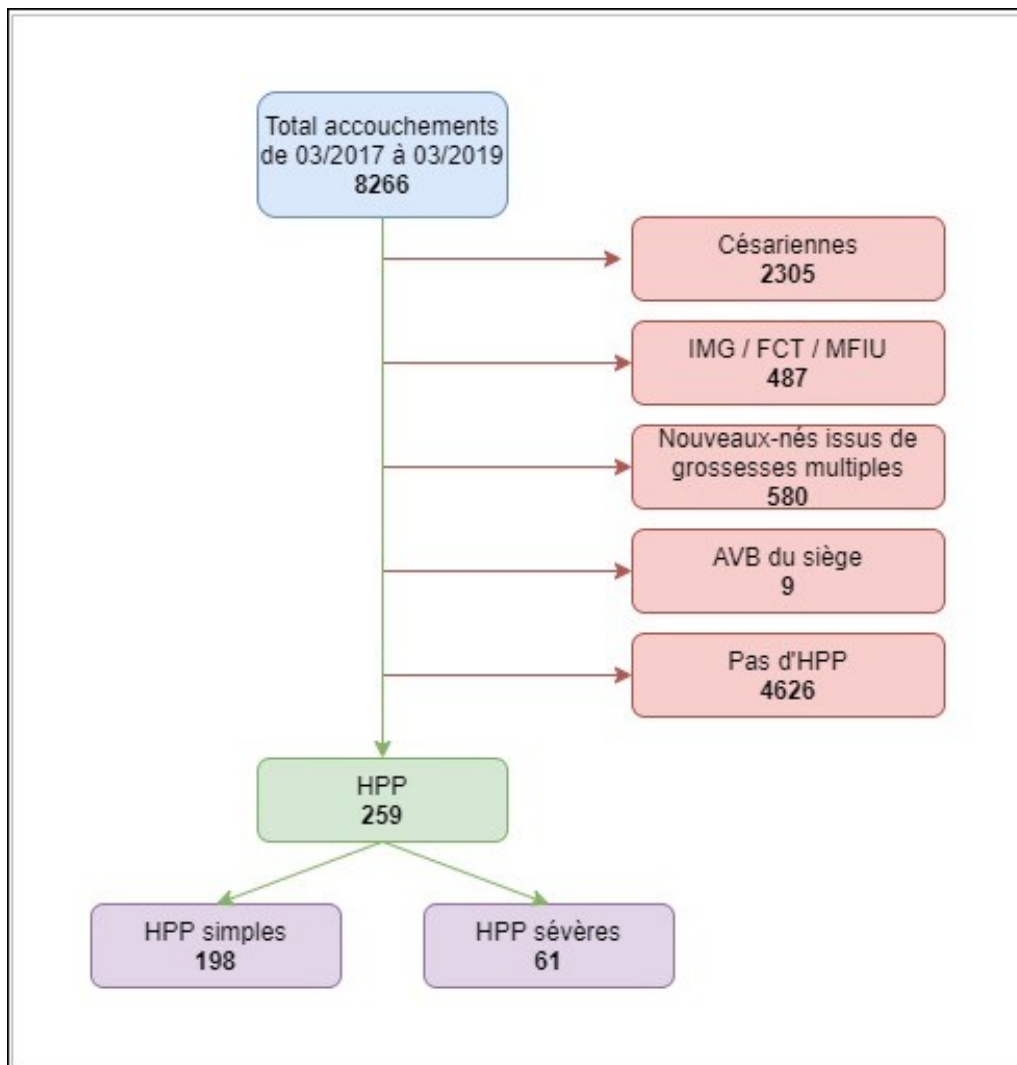 Total accouchements
de 03/2017 à 03/2019
8266
Césariennes
2305
IMG / FCT / MFIU
487
Nouveaux-nés issus de
grossesses multiples
580
AVB du siège
9
Pas d'HPP
4626
HPP
259
HPP simples
198
HPP sévères
61